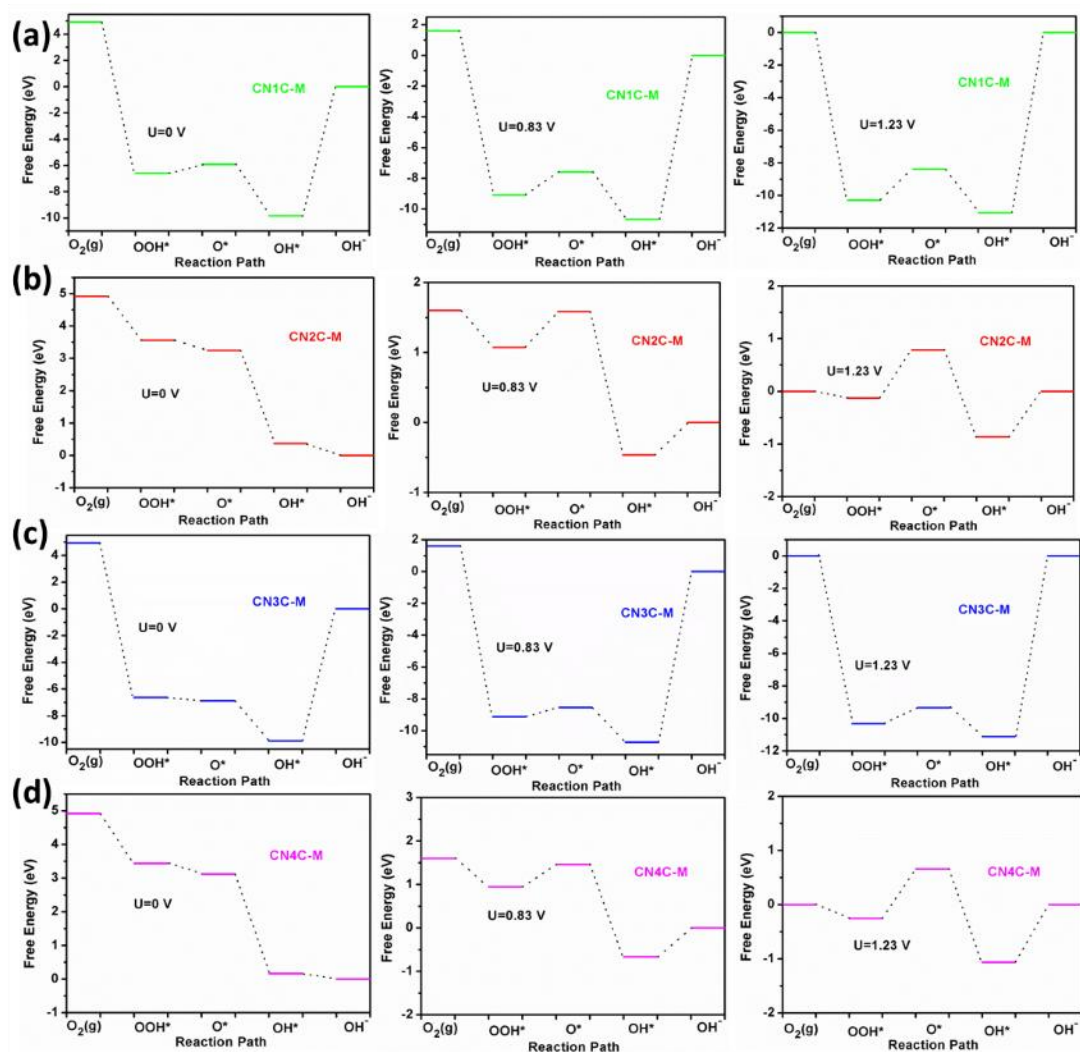 (a)
Free Energy (eV)
4
2
0
-2
-4
-6
-8
-10
CN1C-M
U=0 V
O2(g) OOH* O* OH* OH-
Reaction Path
Free Energy (eV)
2
0
-2
-4
-6
-8
-10
CN1C-M
U=0.83 V
O2(g) OOH* O* OH* OH-
Reaction Path
Free Energy (eV)
0
-2
-4
-6
-8
-10
-12
CN1C-M
U=1.23 V
O2(g) OOH* O* OH* OH-
Reaction Path
(b)
Free Energy (eV)
5
4
3
2
1
0
-1
CN2C-M
U=0 V
O2(g) OOH* O* OH* OH-
Reaction Path
Free Energy (eV)
2
1
0
-1
CN2C-M
U=0.83 V
O2(g) OOH* O* OH* OH-
Reaction Path
Free Energy (eV)
2
1
0
-1
-2
CN2C-M
U=1.23 V
O2(g) OOH* O* OH* OH-
Reaction Path
(c)
Free Energy (eV)
4
2
0
-2
-4
-6
-8
-10
CN3C-M
U=0 V
O2(g) OOH* O* OH* OH-
Reaction Path
Free Energy (eV)
2
0
-2
-4
-6
-8
-10
CN3C-M
U=0.83 V
O2(g) OOH* O* OH* OH-
Reaction Path
Free Energy (eV)
0
-2
-4
-6
-8
-10
-12
CN3C-M
U=1.23 V
O2(g) OOH* O* OH* OH-
Reaction Path
(d)
Free Energy (eV)
5
4
3
2
1
0
-1
CN4C-M
U=0 V
O2(g) OOH* O* OH* OH-
Reaction Path
Free Energy (eV)
3
2
1
0
-1
-2
CN4C-M
U=0.83 V
O2(g) OOH* O* OH* OH-
Reaction Path
Free Energy (eV)
2
1
0
-1
-2
CN4C-M
U=1.23 V
O2(g) OOH* O* OH* OH-
Reaction Path